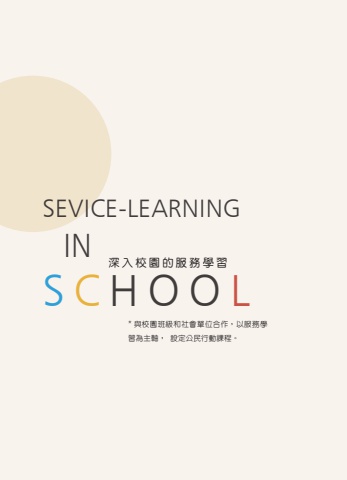 SEVICE-LEARNING
IN
深入校園的服務學習
SCHOOL
* 與校園班級和社會單位合作，以服務學
習為主軸， 設定公民行動課程。